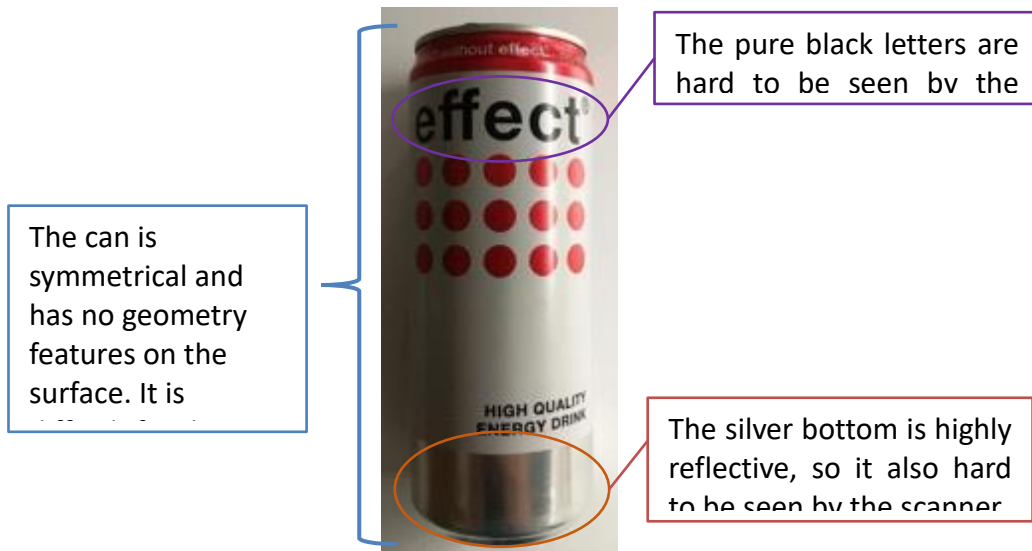 without effect
The pure black letters are
hard to be seen by the
effect®
The can is
symmetrical and
has no geometry
features on the
surface. It is
HIGH QUALITY
ENERGY DRINK
The silver bottom is highly
reflective, so it also hard
to be seen by the scanner